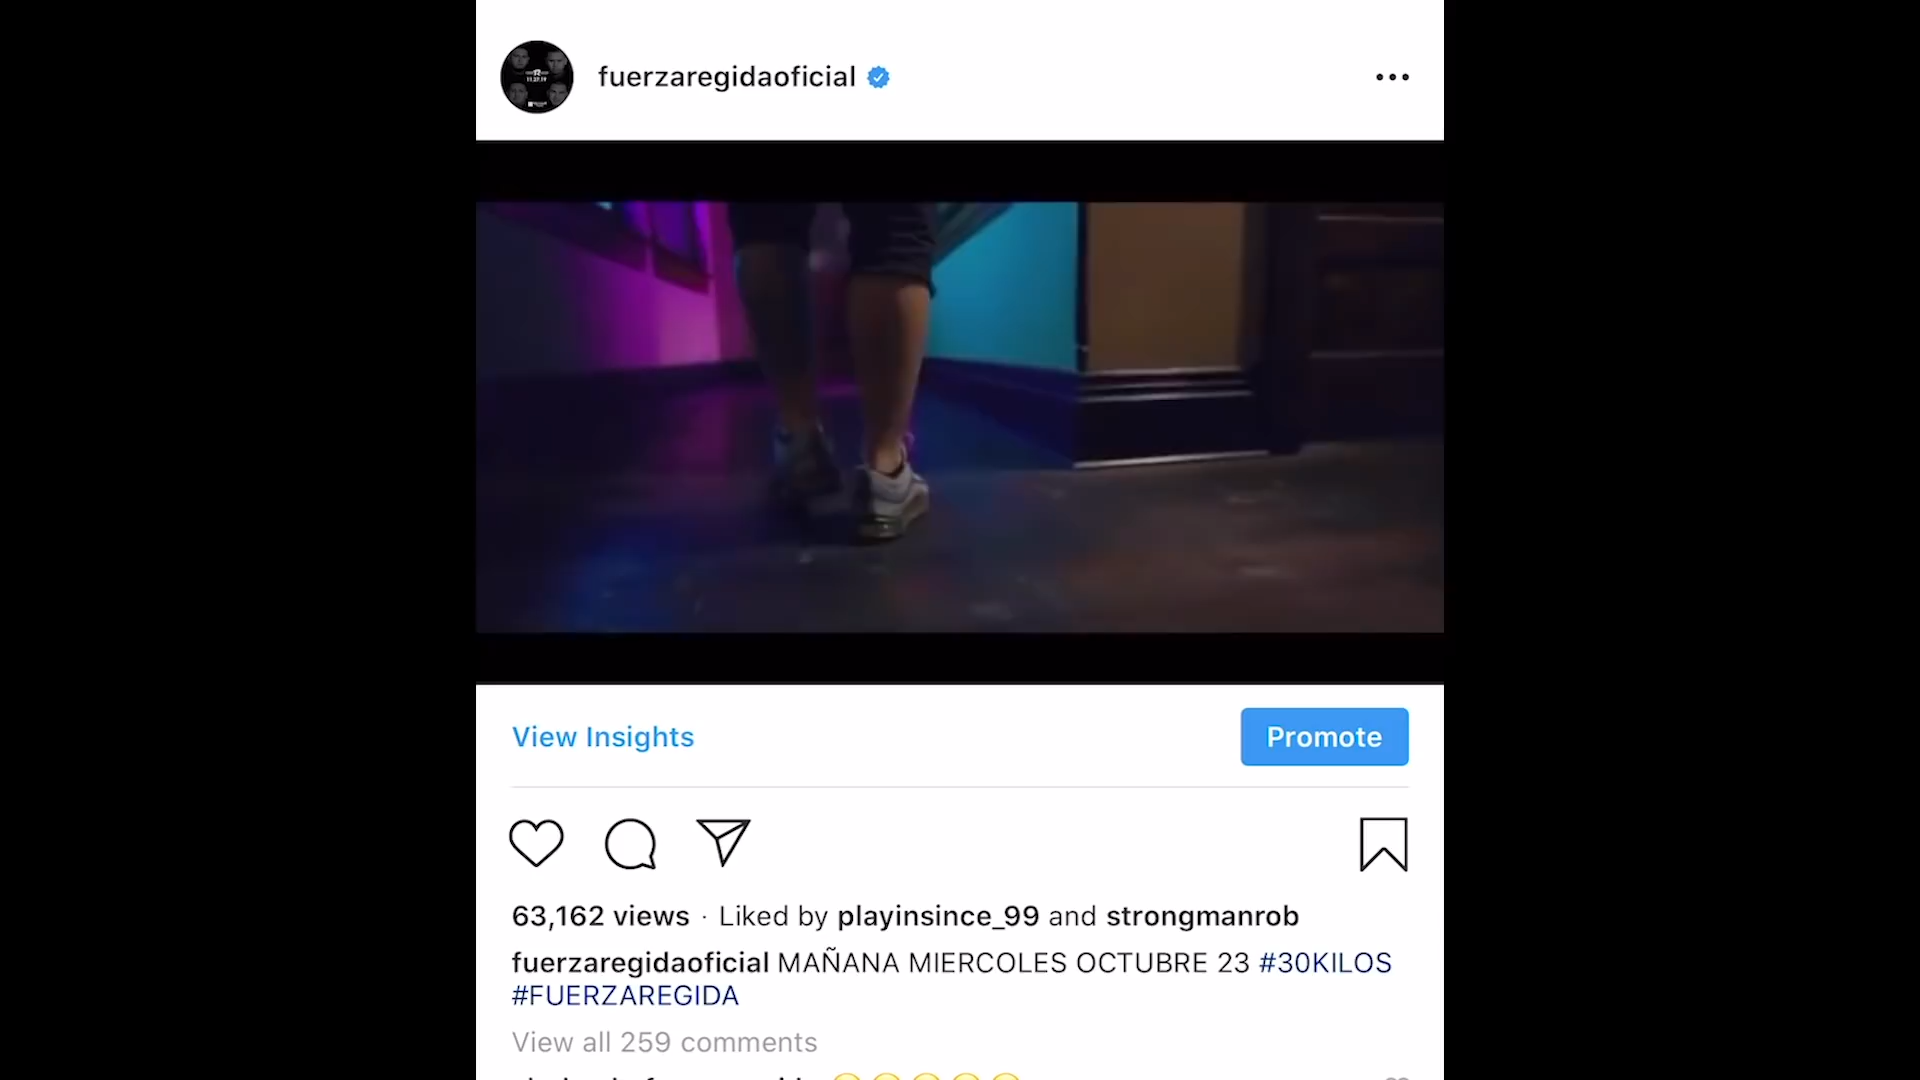 fuerzaregidaoficial
View Insights
Promote
63,162 views · Liked by playinsince_99 and strongmanrob
fuerzaregidaoficial MAÑANA MIERCOLES OCTUBRE 23 #30KILOS
#FUERZAREGIDA
View all 259 comments